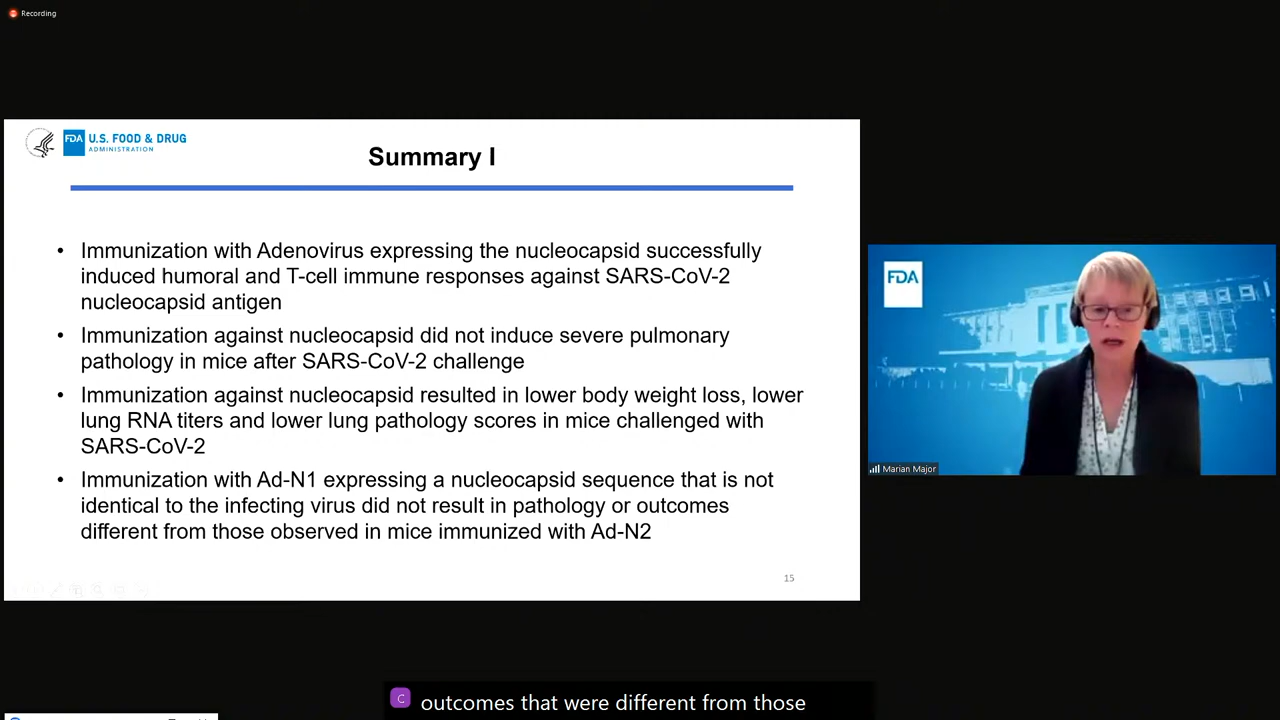 Recording
FDA U.S. FOOD & DRUG
ADMINISTRATION
Summary I
• Immunization with Adenovirus expressing the nucleocapsid successfully
induced humoral and T-cell immune responses against SARS-CoV-2
nucleocapsid antigen
• Immunization against nucleocapsid did not induce severe pulmonary
pathology in mice after SARS-CoV-2 challenge
• Immunization against nucleocapsid resulted in lower body weight loss, lower
lung RNA titers and lower lung pathology scores in mice challenged with
SARS-CoV-2
• Immunization with Ad-N1 expressing a nucleocapsid sequence that is not
identical to the infecting virus did not result in pathology or outcomes
different from those observed in mice immunized with Ad-N2
15
FDA
Marian Major
C outcomes that were different from those